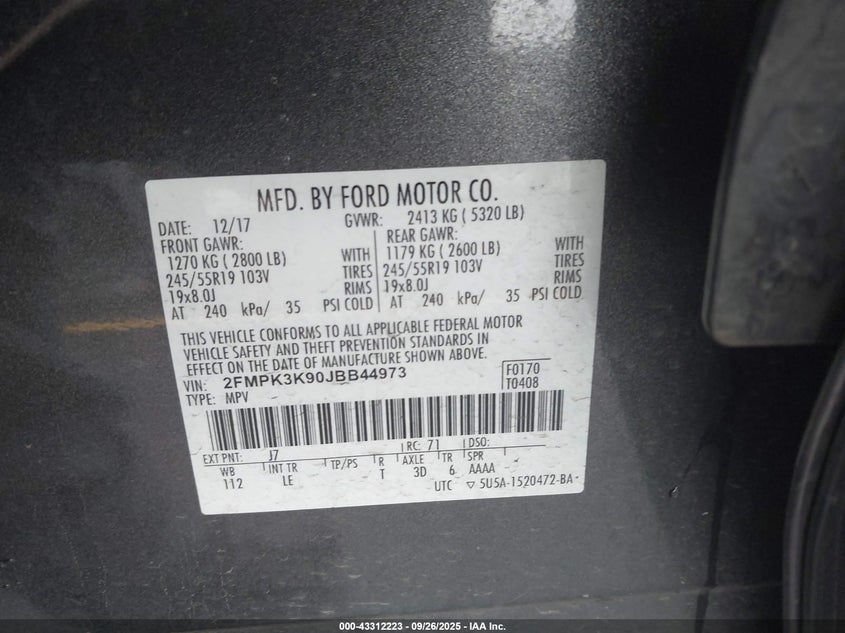 MFD. BY FORD MOTOR CO.
DATE: 12/17 GVWR: 2413 KG ( 5320 LB)
FRONT GAWR: REAR GAWR:
1270 KG ( 2800 LB) WITH 1179 KG ( 2600 LB) WITH
245/55R19 103V TIRES 245/55R19 103V TIRES
19x8.0J RIMS 19x8.0J RIMS
AT 240 kPa/ 35 PSI COLD AT 240 kPa/ 35 PSI COLD
THIS VEHICLE CONFORMS TO ALL APPLICABLE FEDERAL MOTOR
VEHICLE SAFETY AND THEFT PREVENTION STANDARDS IN
EFFECT ON THE DATE OF MANUFACTURE SHOWN ABOVE.
VIN: 2FMPK3K90JBB44973 F0170
TYPE: MPV T0408
EXT PNT: J7 RC: 71 DSO:
WB INT TR TP/PS R AXLE TR SPR
112 LE T 3D 6 AAAA
UTC ▽ 5U5A-1520472-BA
000-43312223 - 09/26/2025 - IAA Inc.